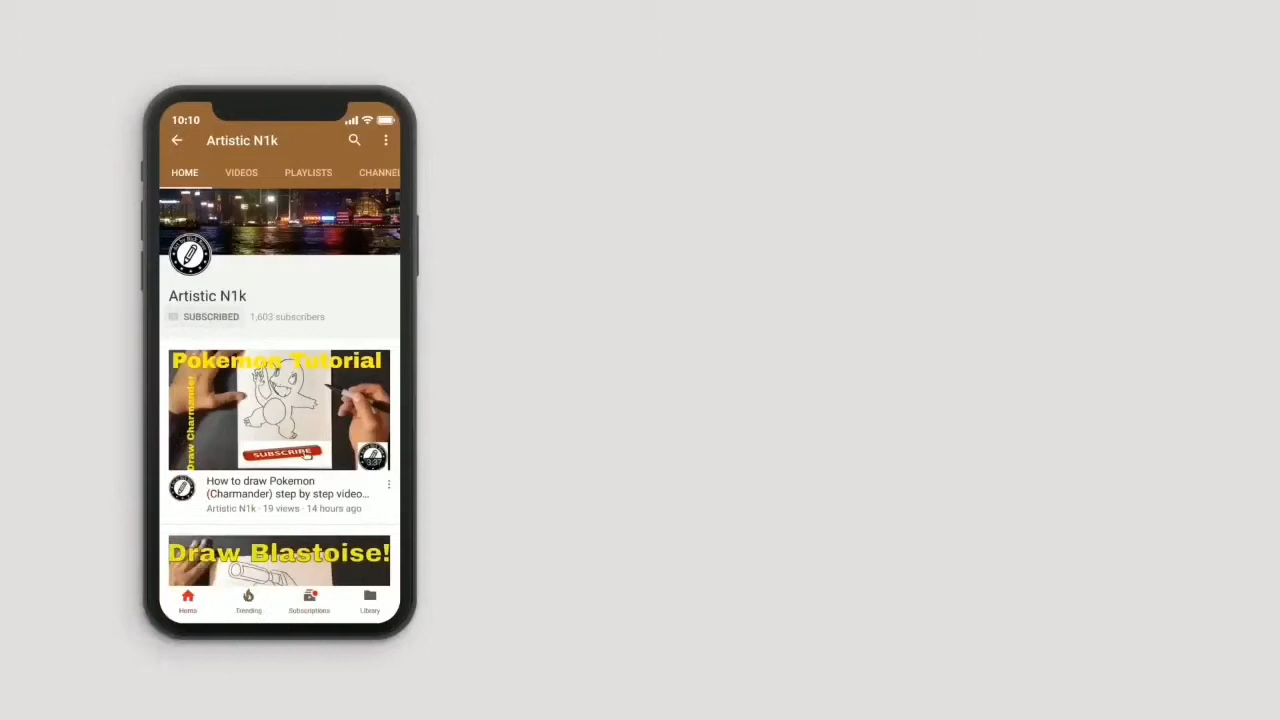 10:10
Artistic N1k
HOME VIDEOS PLAYLISTS CHANNEL
Artistic N1k
SUBSCRIBED 1,603 subscribers
Pokemon Tutorial
Draw Charmander
SUBSCRIBE
3:37
How to draw Pokemon
(Charmander) step by step video...
Artistic N1k · 19 views · 14 hours ago
Draw Blastoise!
Home Trending Subscriptions Library